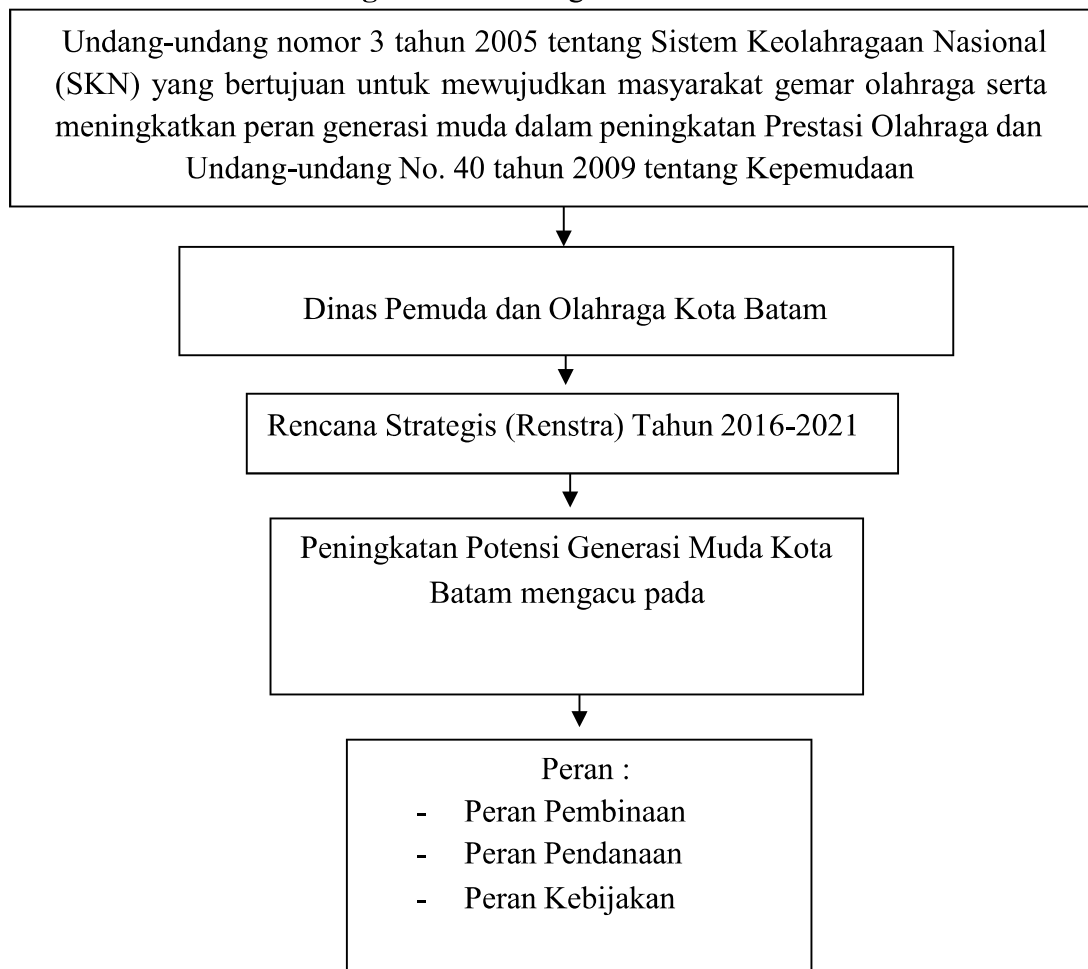 Undang-undang nomor 3 tahun 2005 tentang Sistem Keolahragaan Nasional
(SKN) yang bertujuan untuk mewujudkan masyarakat gemar olahraga serta
meningkatkan peran generasi muda dalam peningkatan Prestasi Olahraga dan
Undang-undang No. 40 tahun 2009 tentang Kepemudaan
Dinas Pemuda dan Olahraga Kota Batam
Rencana Strategis (Renstra) Tahun 2016-2021
Peningkatan Potensi Generasi Muda Kota
Batam mengacu pada
Peran :
- Peran Pembinaan
- Peran Pendanaan
- Peran Kebijakan